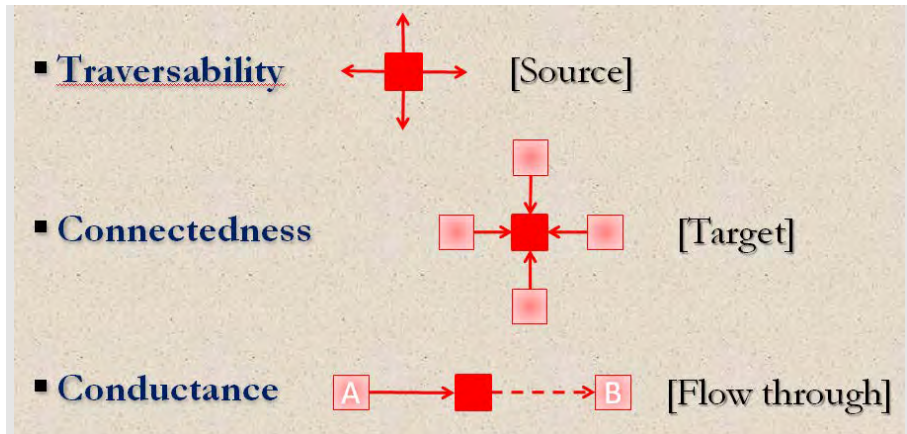 ▪ Traversability [Source]
▪ Connectedness [Target]
▪ Conductance A B [Flow through]